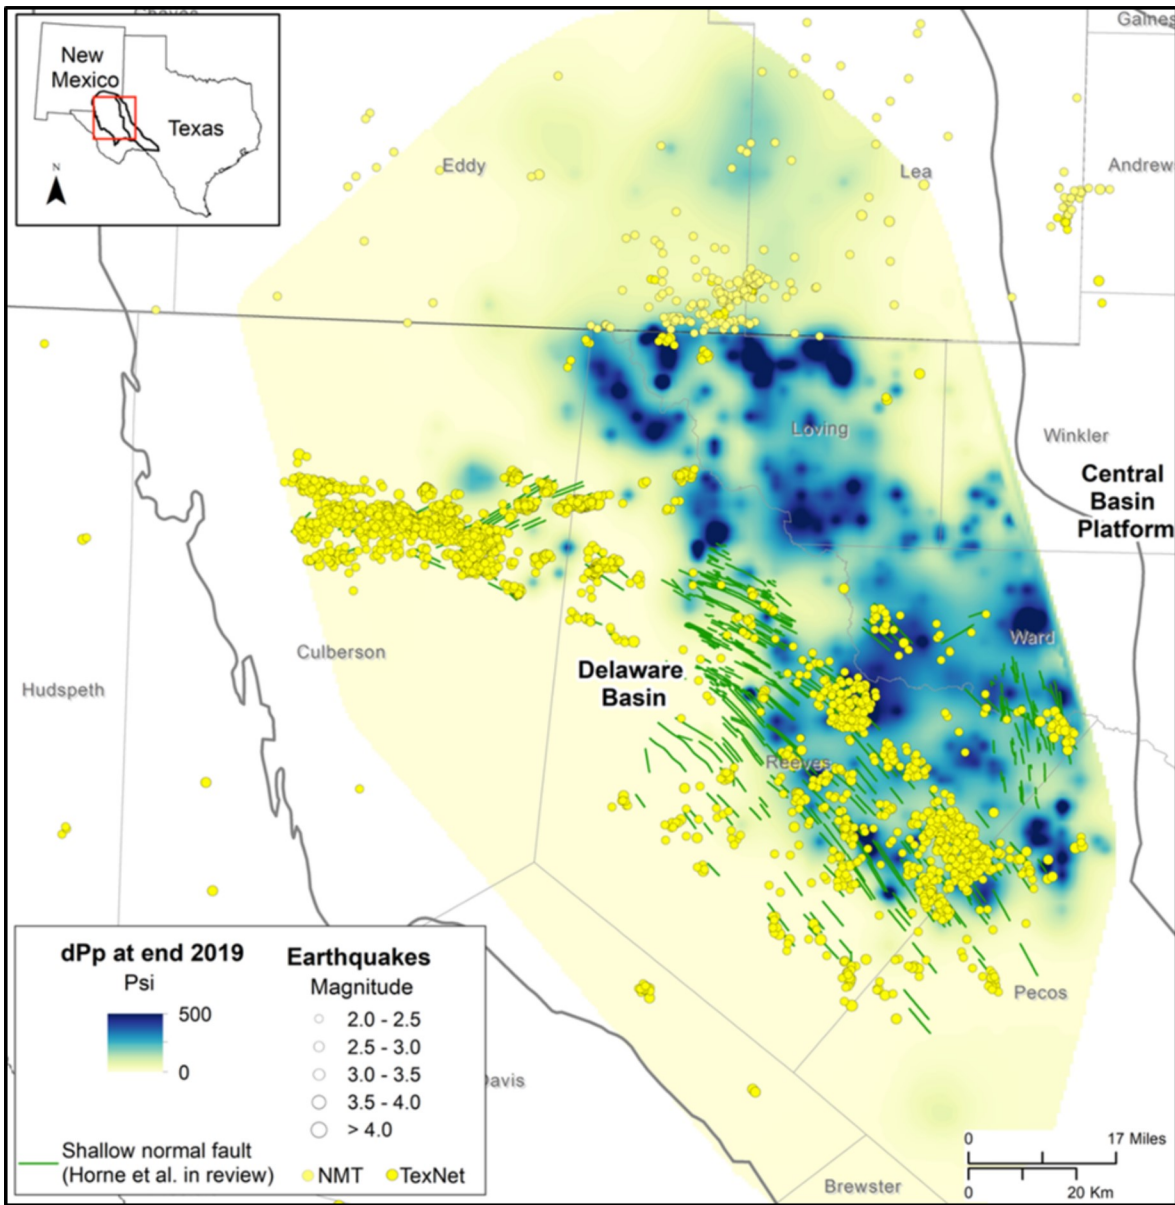 Chaves
Gaines
New
Mexico
Texas
N
Eddy
Lea
Andrew
Loving
Winkler
Central
Basin
Platform
Culberson
Delaware
Basin
Ward
Hudspeth
Reeves
Pecos
Davis
Brewster
dPp at end 2019
Psi
500
0
Earthquakes
Magnitude
2.0 - 2.5
2.5 - 3.0
3.0 - 3.5
3.5 - 4.0
> 4.0
Shallow normal fault
(Horne et al. in review)
NMT
TexNet
0 17 Miles
0 20 Km